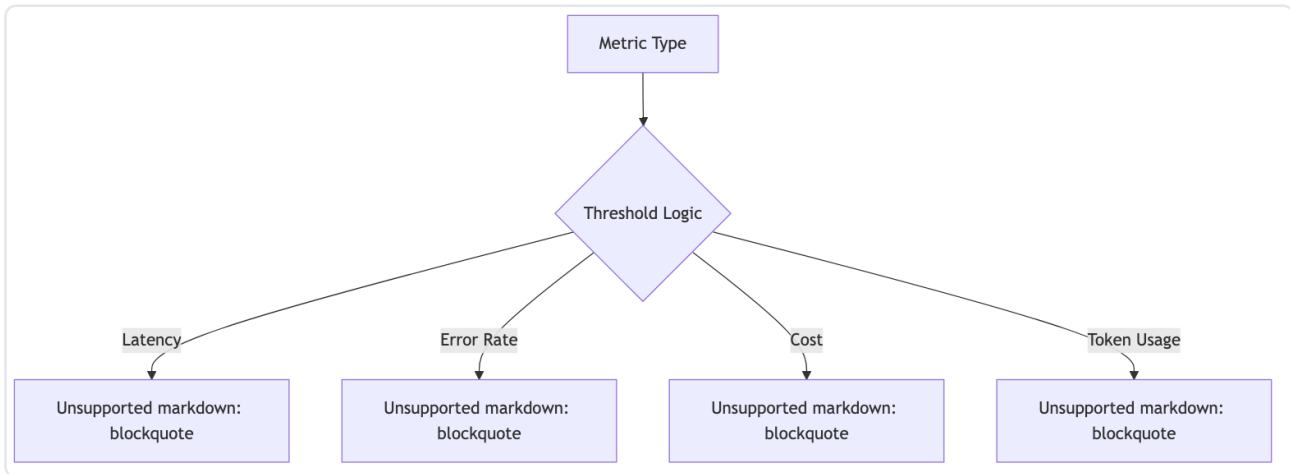 Metric Type
Threshold Logic
Latency
Error Rate
Cost
Token Usage
Unsupported markdown:
blockquote
Unsupported markdown:
blockquote
Unsupported markdown:
blockquote
Unsupported markdown:
blockquote